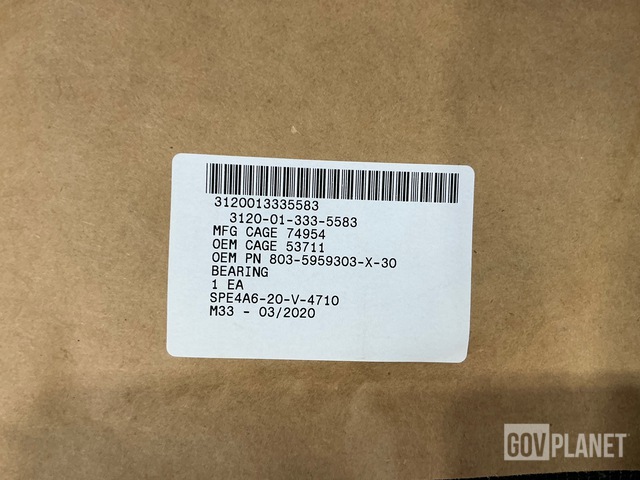 3120013335583
3120-01-333-5583
MFG CAGE 74954
OEM CAGE 53711
OEM PN 803-5959303-X-30
BEARING
1 EA
SPE4A6-20-V-4710
M33 - 03/2020
GOVPLANET